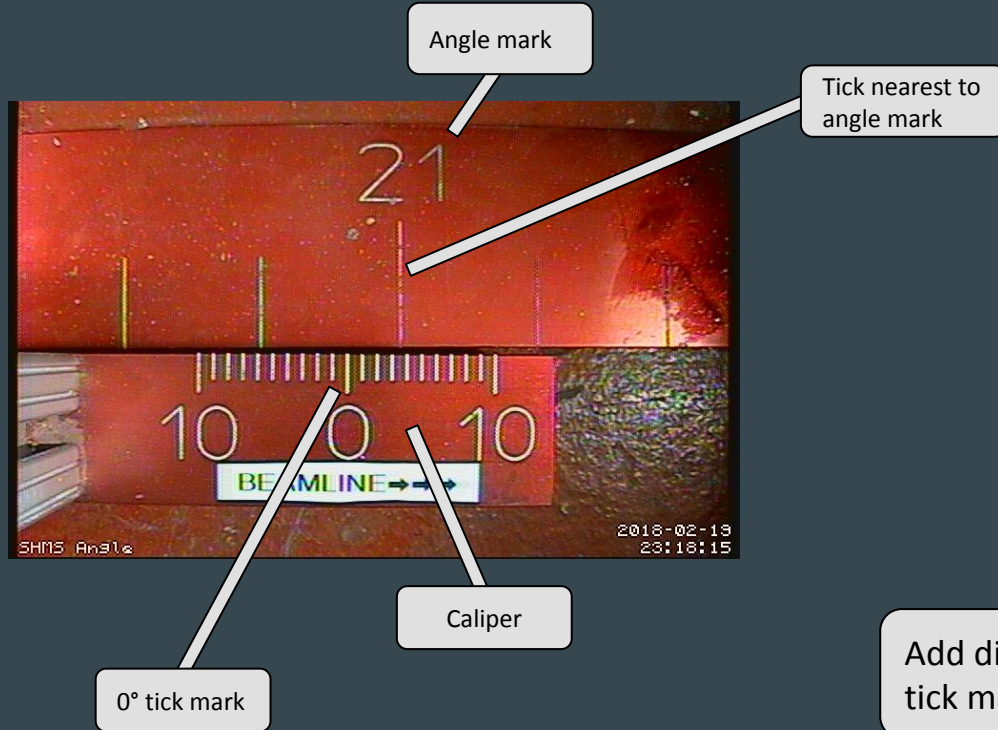 Angle mark
Tick nearest to
angle mark
21
10 0 10
BEAMLINE→→→
SHMS Angle
2018-02-19
23:18:15
Caliper
0° tick mark
Add di
tick ma